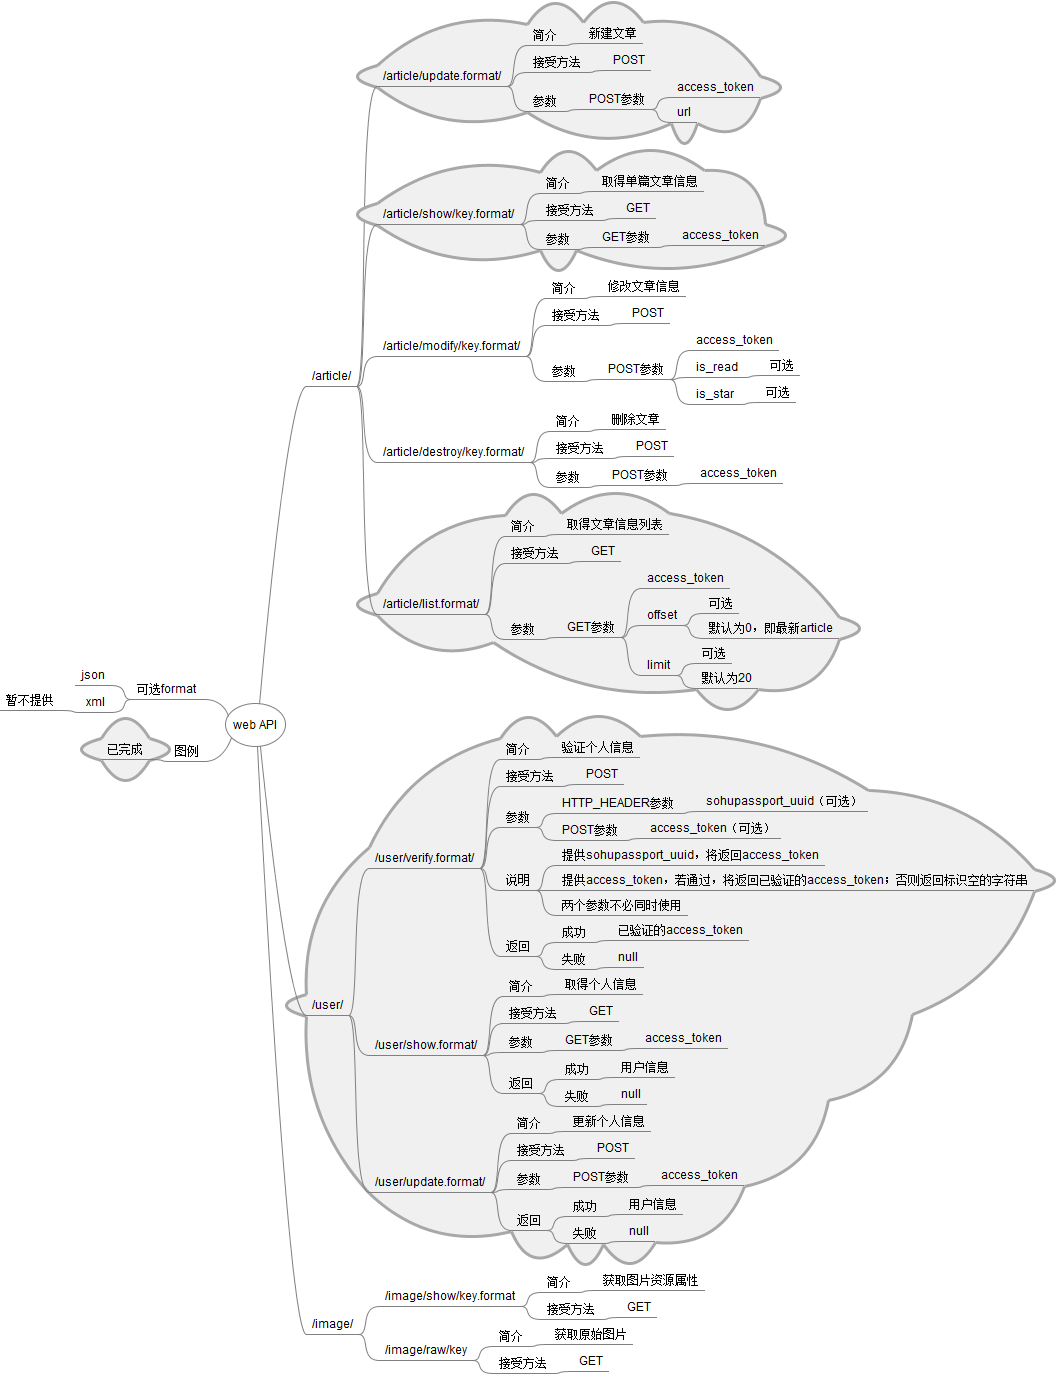 web API
可选format
json
xml
暂不提供
图例
已完成
/article/
/article/update.format/
简介
新建文章
接受方法
POST
参数
POST参数
access_token
url
/article/show/key.format/
简介
取得单篇文章信息
接受方法
GET
参数
GET参数
access_token
/article/modify/key.format/
简介
修改文章信息
接受方法
POST
参数
POST参数
access_token
is_read
可选
is_star
可选
/article/destroy/key.format/
简介
删除文章
接受方法
POST
参数
POST参数
access_token
/article/list.format/
简介
取得文章信息列表
接受方法
GET
参数
GET参数
access_token
offset
可选
默认为0，即最新article
limit
可选
默认为20
/user/
/user/verify.format/
简介
验证个人信息
接受方法
POST
参数
HTTP_HEADER参数
sohupassport_uuid（可选）
POST参数
access_token（可选）
说明
提供sohupassport_uuid，将返回access_token
提供access_token，若通过，将返回已验证的access_token；否则返回标识空的字符串
两个参数不必同时使用
返回
成功
已验证的access_token
失败
null
/user/show.format/
简介
取得个人信息
接受方法
GET
参数
GET参数
access_token
返回
成功
用户信息
失败
null
/user/update.format/
简介
更新个人信息
接受方法
POST
参数
POST参数
access_token
返回
成功
用户信息
失败
null
/image/
/image/show/key.format
简介
获取图片资源属性
接受方法
GET
/image/raw/key
简介
获取原始图片
接受方法
GET